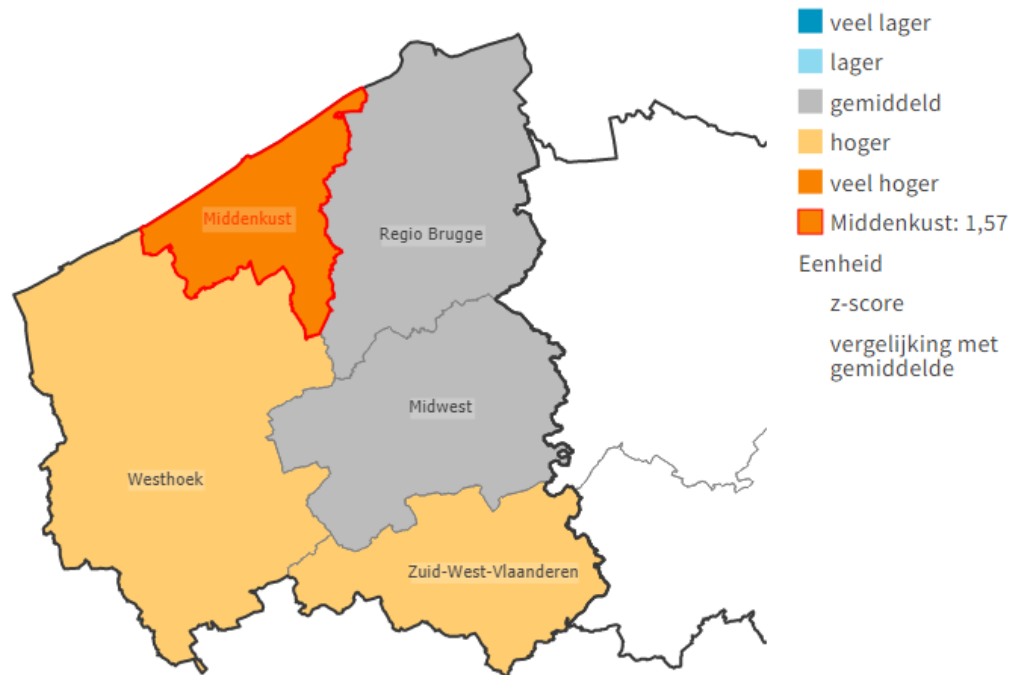 veel lager
lager
gemiddeld
hoger
veel hoger
Middenkust: 1,57
Eenheid
z-score
vergelijking met
gemiddelde
Middenkust
Regio Brugge
Midwest
Westhoek
Zuid-West-Vlaanderen